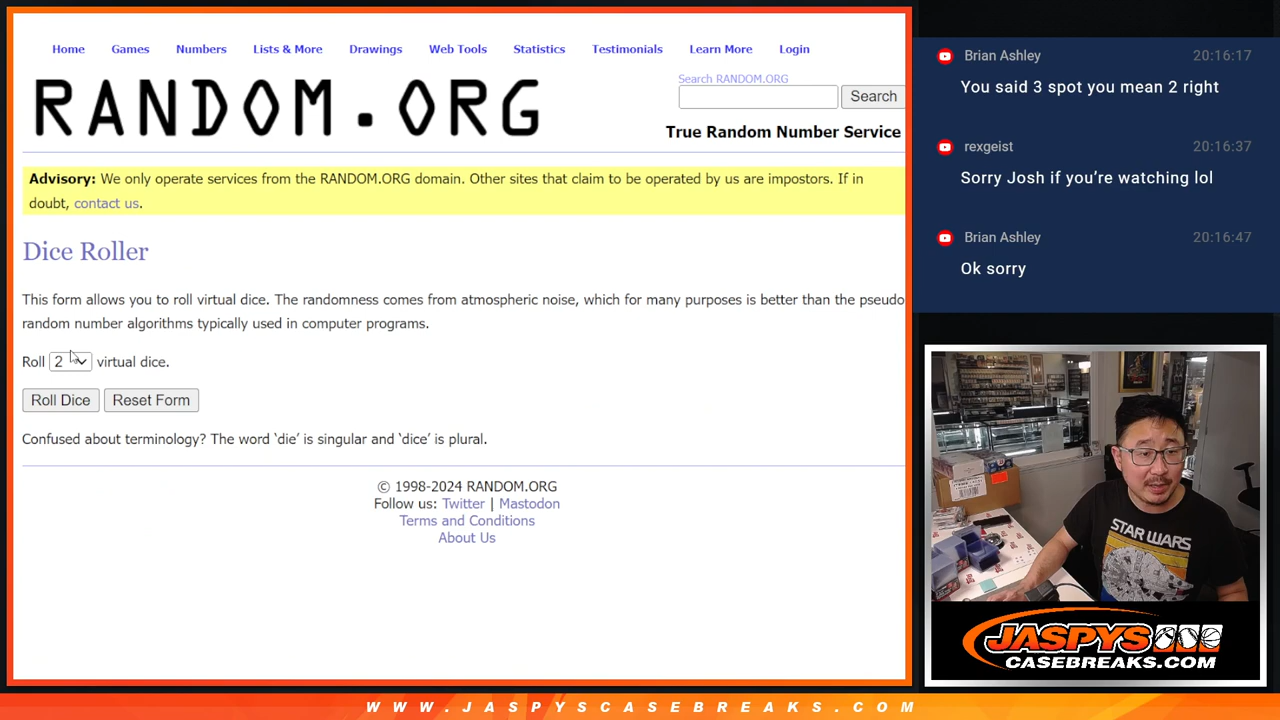 Home Games Numbers Lists & More Drawings Web Tools Statistics Testimonials Learn More Login
RANDOM.ORG
Search RANDOM.ORG
Search
True Random Number Service
Advisory: We only operate services from the RANDOM.ORG domain. Other sites that claim to be operated by us are impostors. If in
doubt, contact us.
Dice Roller
This form allows you to roll virtual dice. The randomness comes from atmospheric noise, which for many purposes is better than the pseudo
random number algorithms typically used in computer programs.
Roll 2 virtual dice.
Roll Dice Reset Form
Confused about terminology? The word ‘die’ is singular and ‘dice’ is plural.
© 1998-2024 RANDOM.ORG
Follow us: Twitter | Mastodon
Terms and Conditions
About Us
Brian Ashley 20:16:17
You said 3 spot you mean 2 right
rexgeist 20:16:37
Sorry Josh if you’re watching lol
Brian Ashley 20:16:47
Ok sorry
STAR WARS
JASPYS
CASEBREAKS.COM
WWW.JASPYSCASEBREAKS.COM